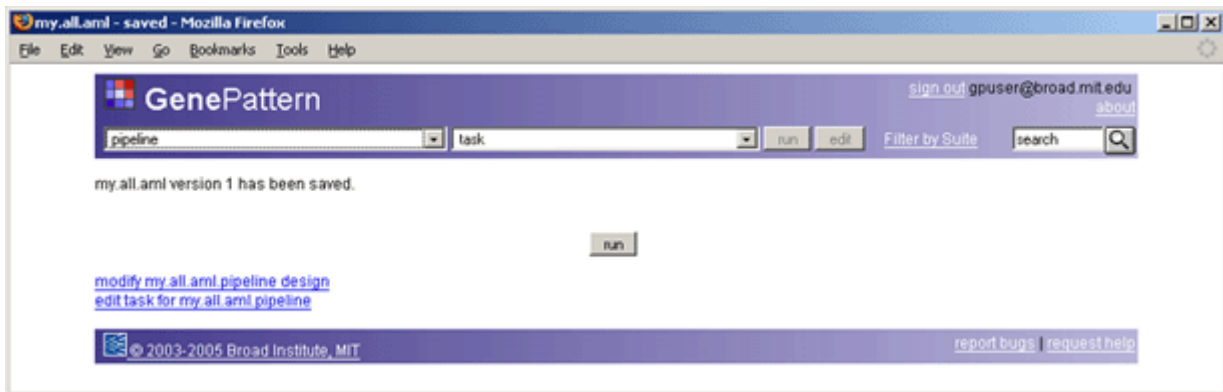 my.all.aml - saved - Mozilla Firefox
File Edit View Go Bookmarks Tools Help
GenePattern
sign out gpuser@broad.mit.edu
about
pipeline task run edit Filter by Suite search
my.all.aml version 1 has been saved.
run
modify my.all.aml.pipeline design
edit task for my.all.aml.pipeline
© 2003-2005 Broad Institute, MIT report bugs | request help